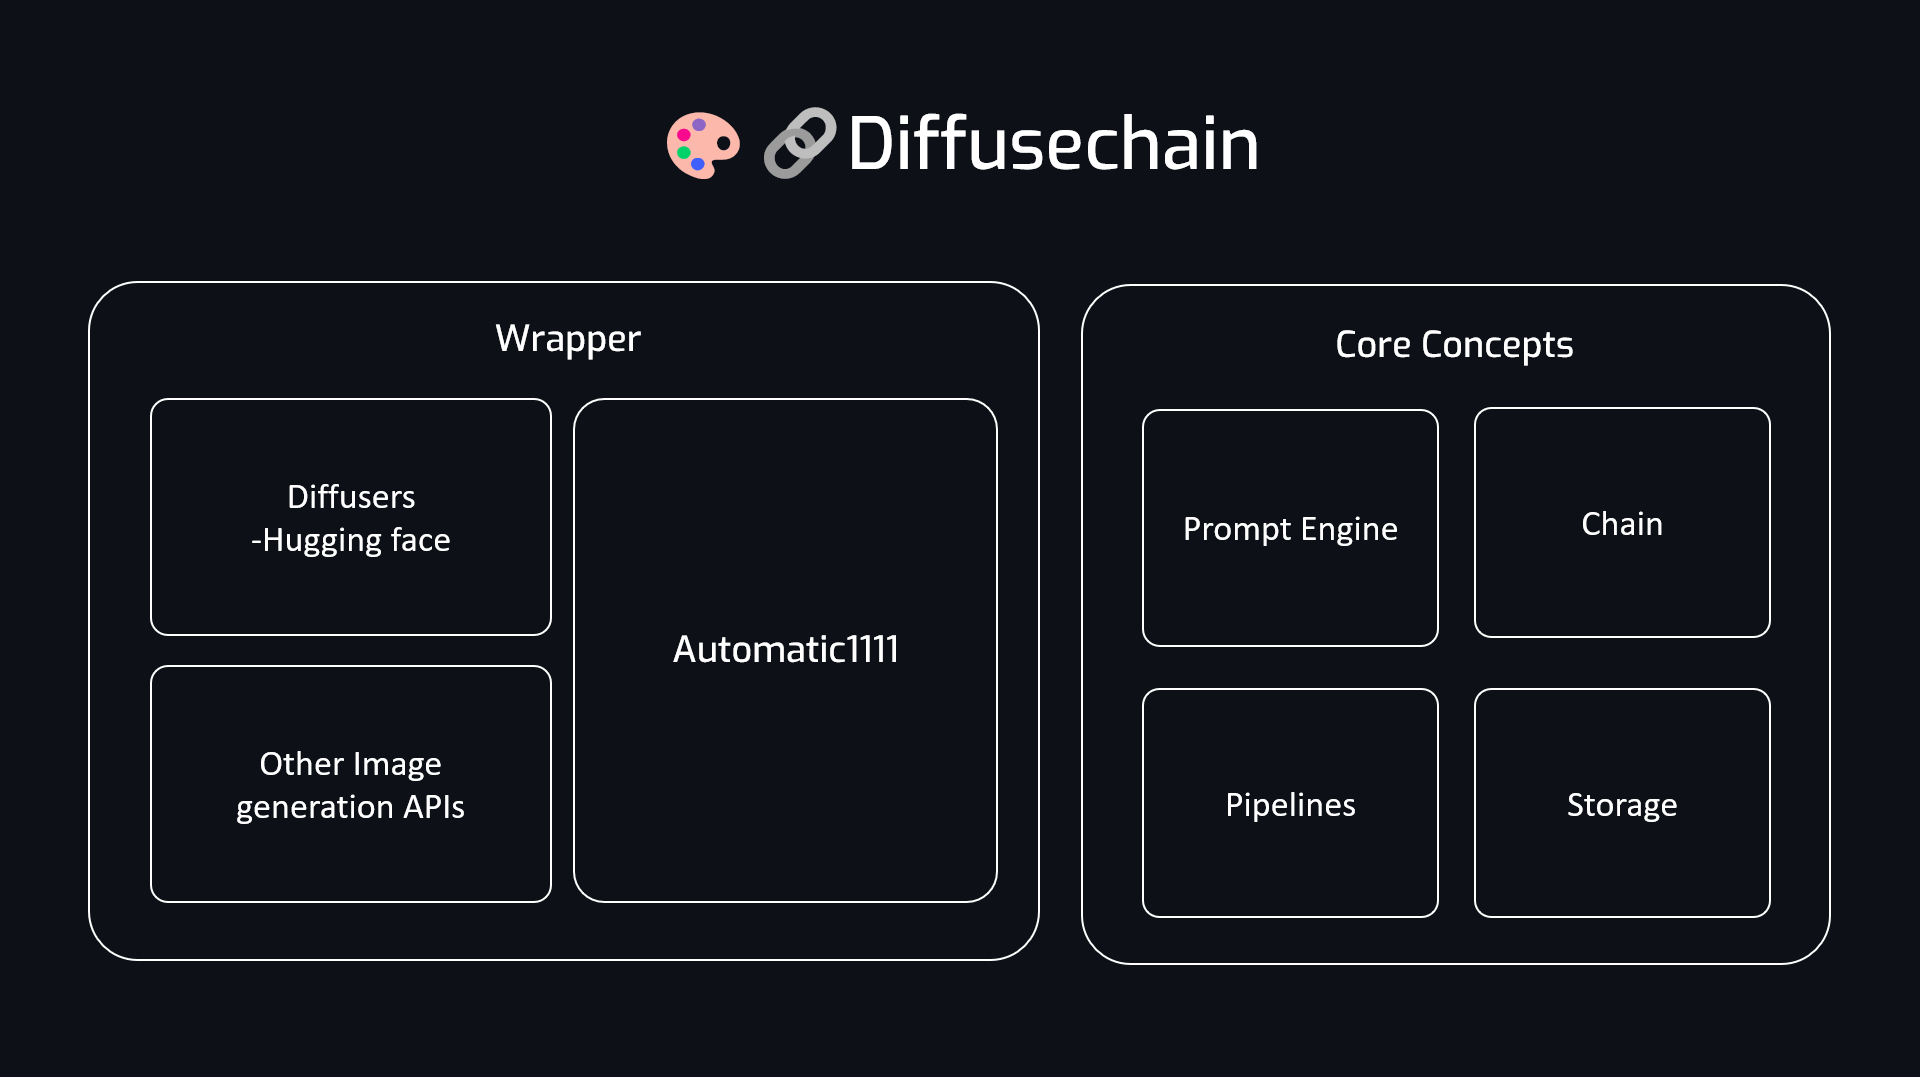 Diffusechain
Wrapper
Diffusers
-Hugging face
Other Image
generation APIs
Automatic1111
Core Concepts
Prompt Engine
Chain
Pipelines
Storage